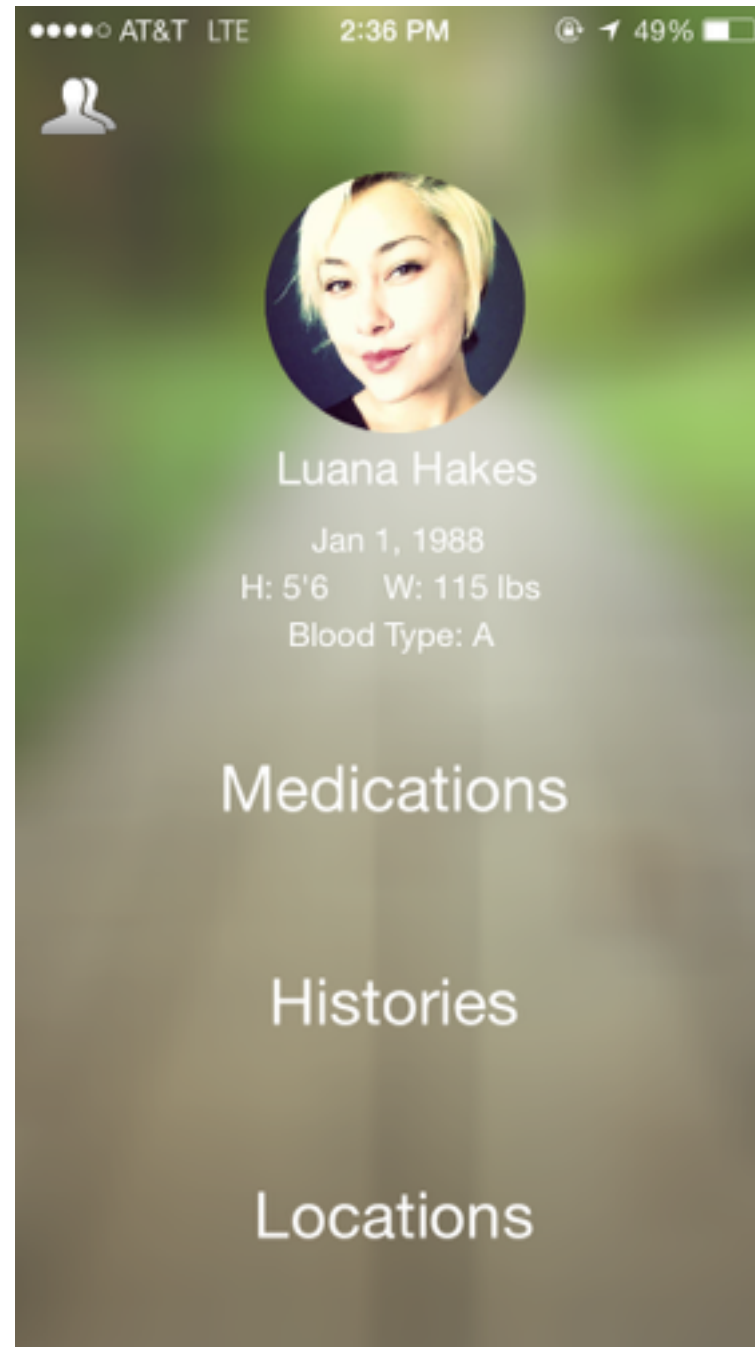 AT&T LTE 2:36 PM 49%
Luana Hakes
Jan 1, 1988
H: 5'6 W: 115 lbs
Blood Type: A
Medications
Histories
Locations